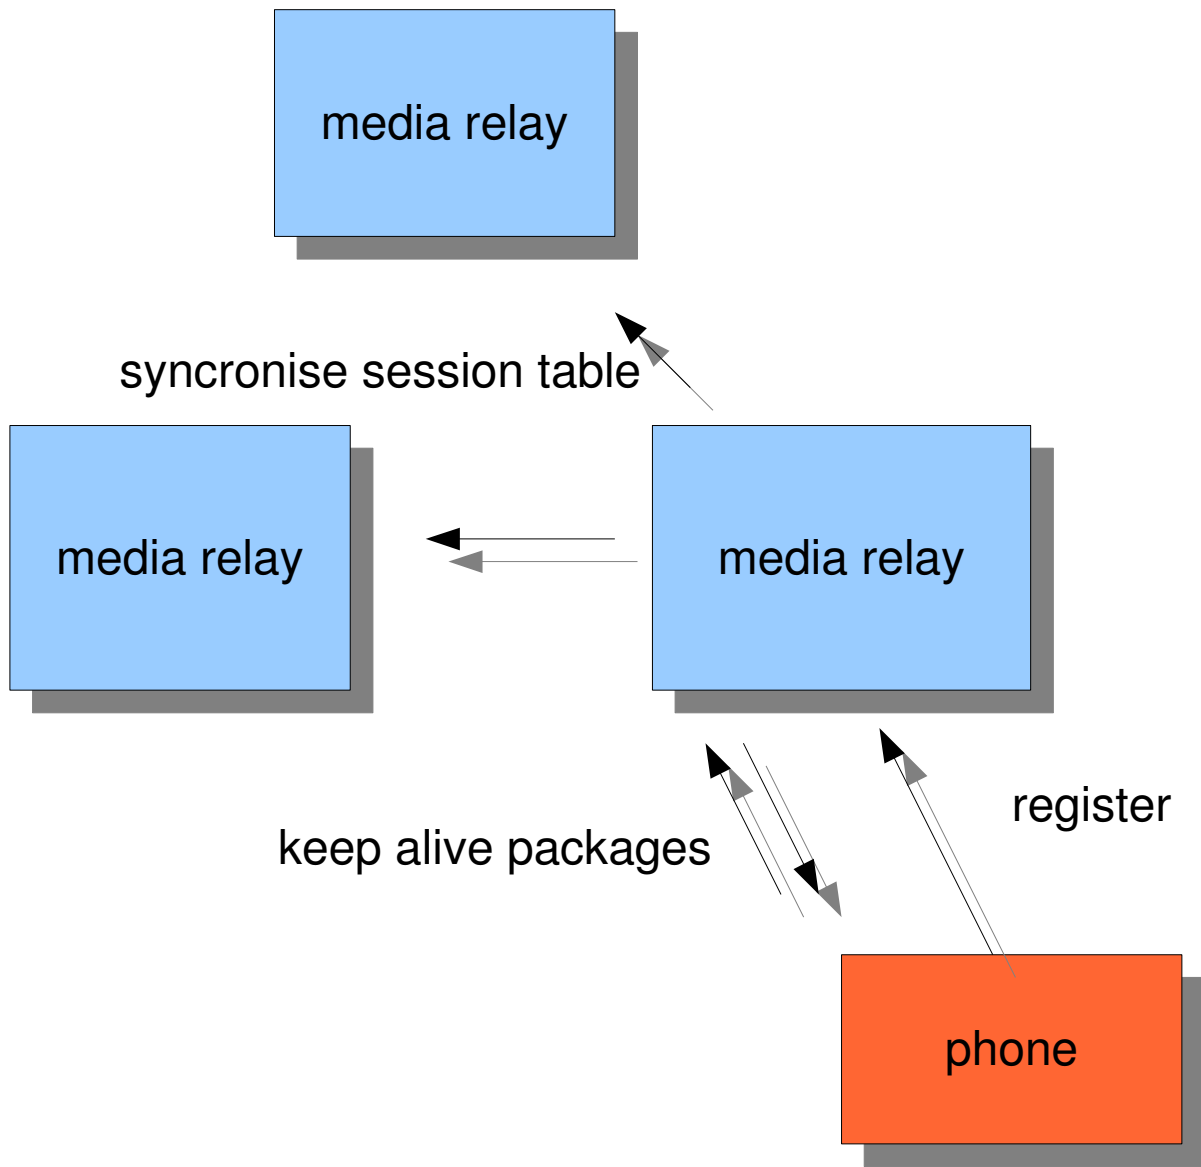 media relay
syncronise session table
media relay
media relay
keep alive packages
register
phone